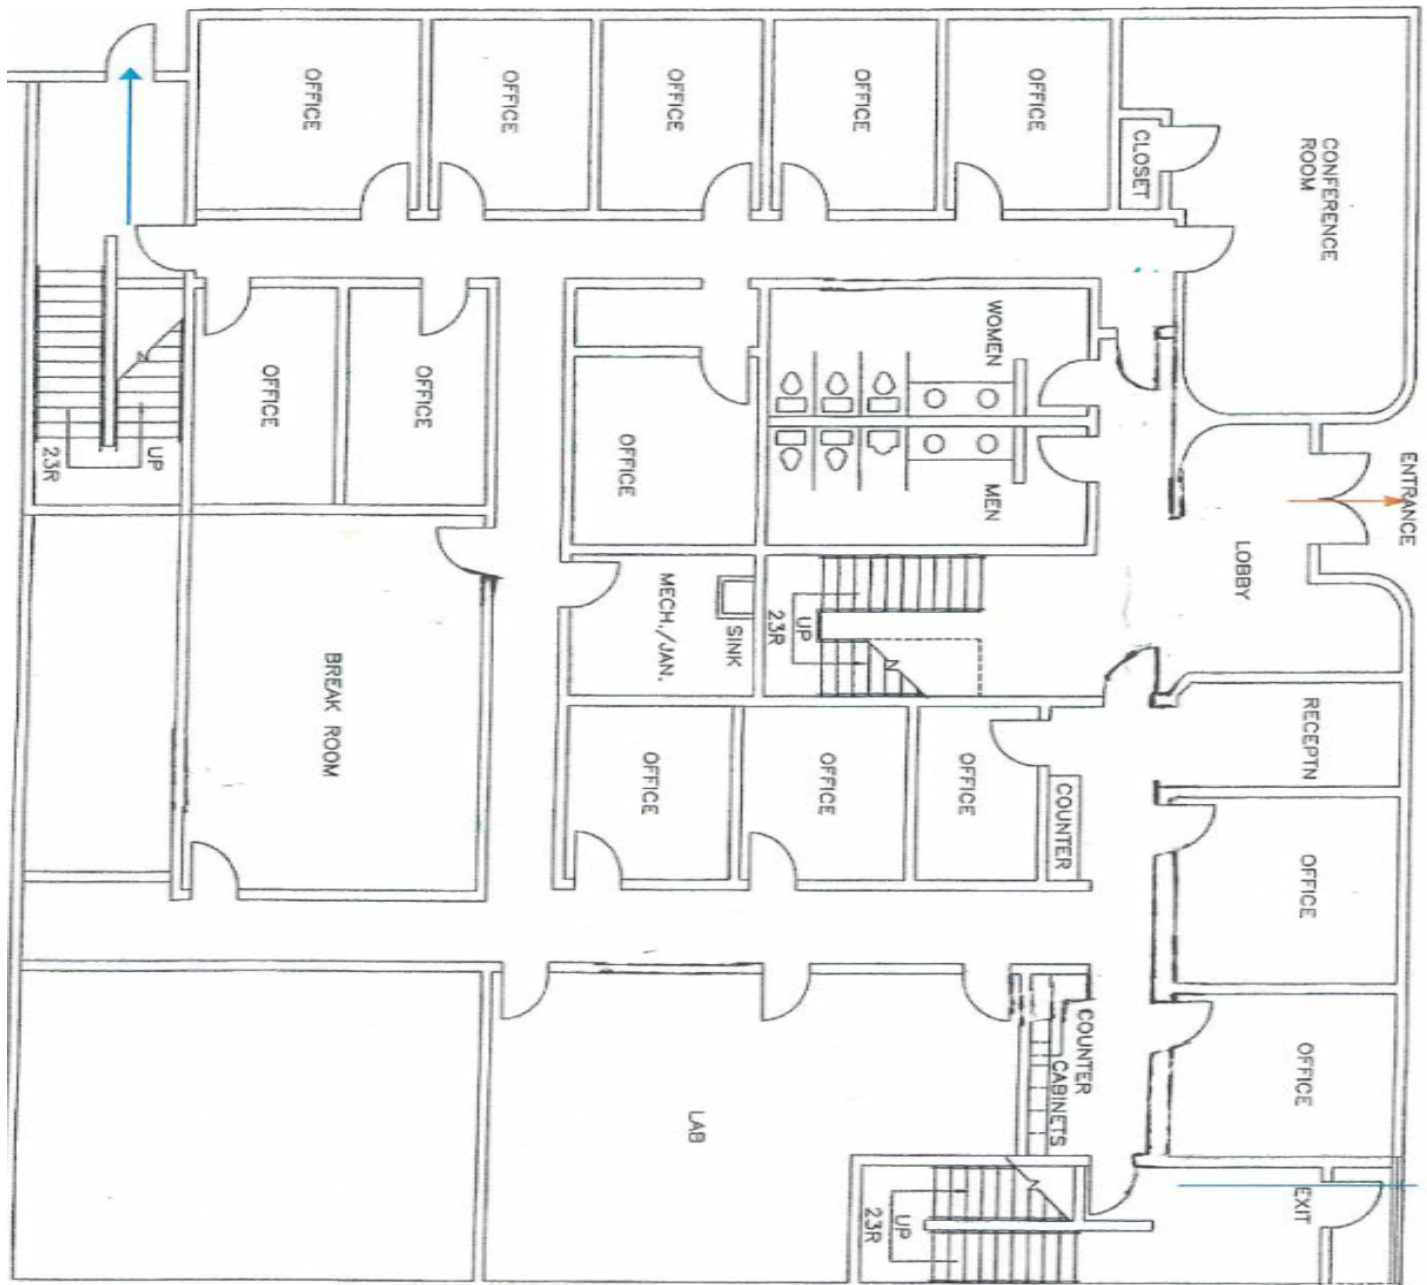 OFFICE
OFFICE
OFFICE
OFFICE
OFFICE
CLOSET
CONFERENCE
ROOM
WOMEN
OFFICE
OFFICE
OFFICE
MEN
UP
23R
ENTRANCE
LOBBY
MECH./JAN.
SINK
UP
23R
BREAK ROOM
RECEPTN
OFFICE
OFFICE
OFFICE
COUNTER
OFFICE
COUNTER
CABINETS
OFFICE
LAB
UP
23R
EXIT